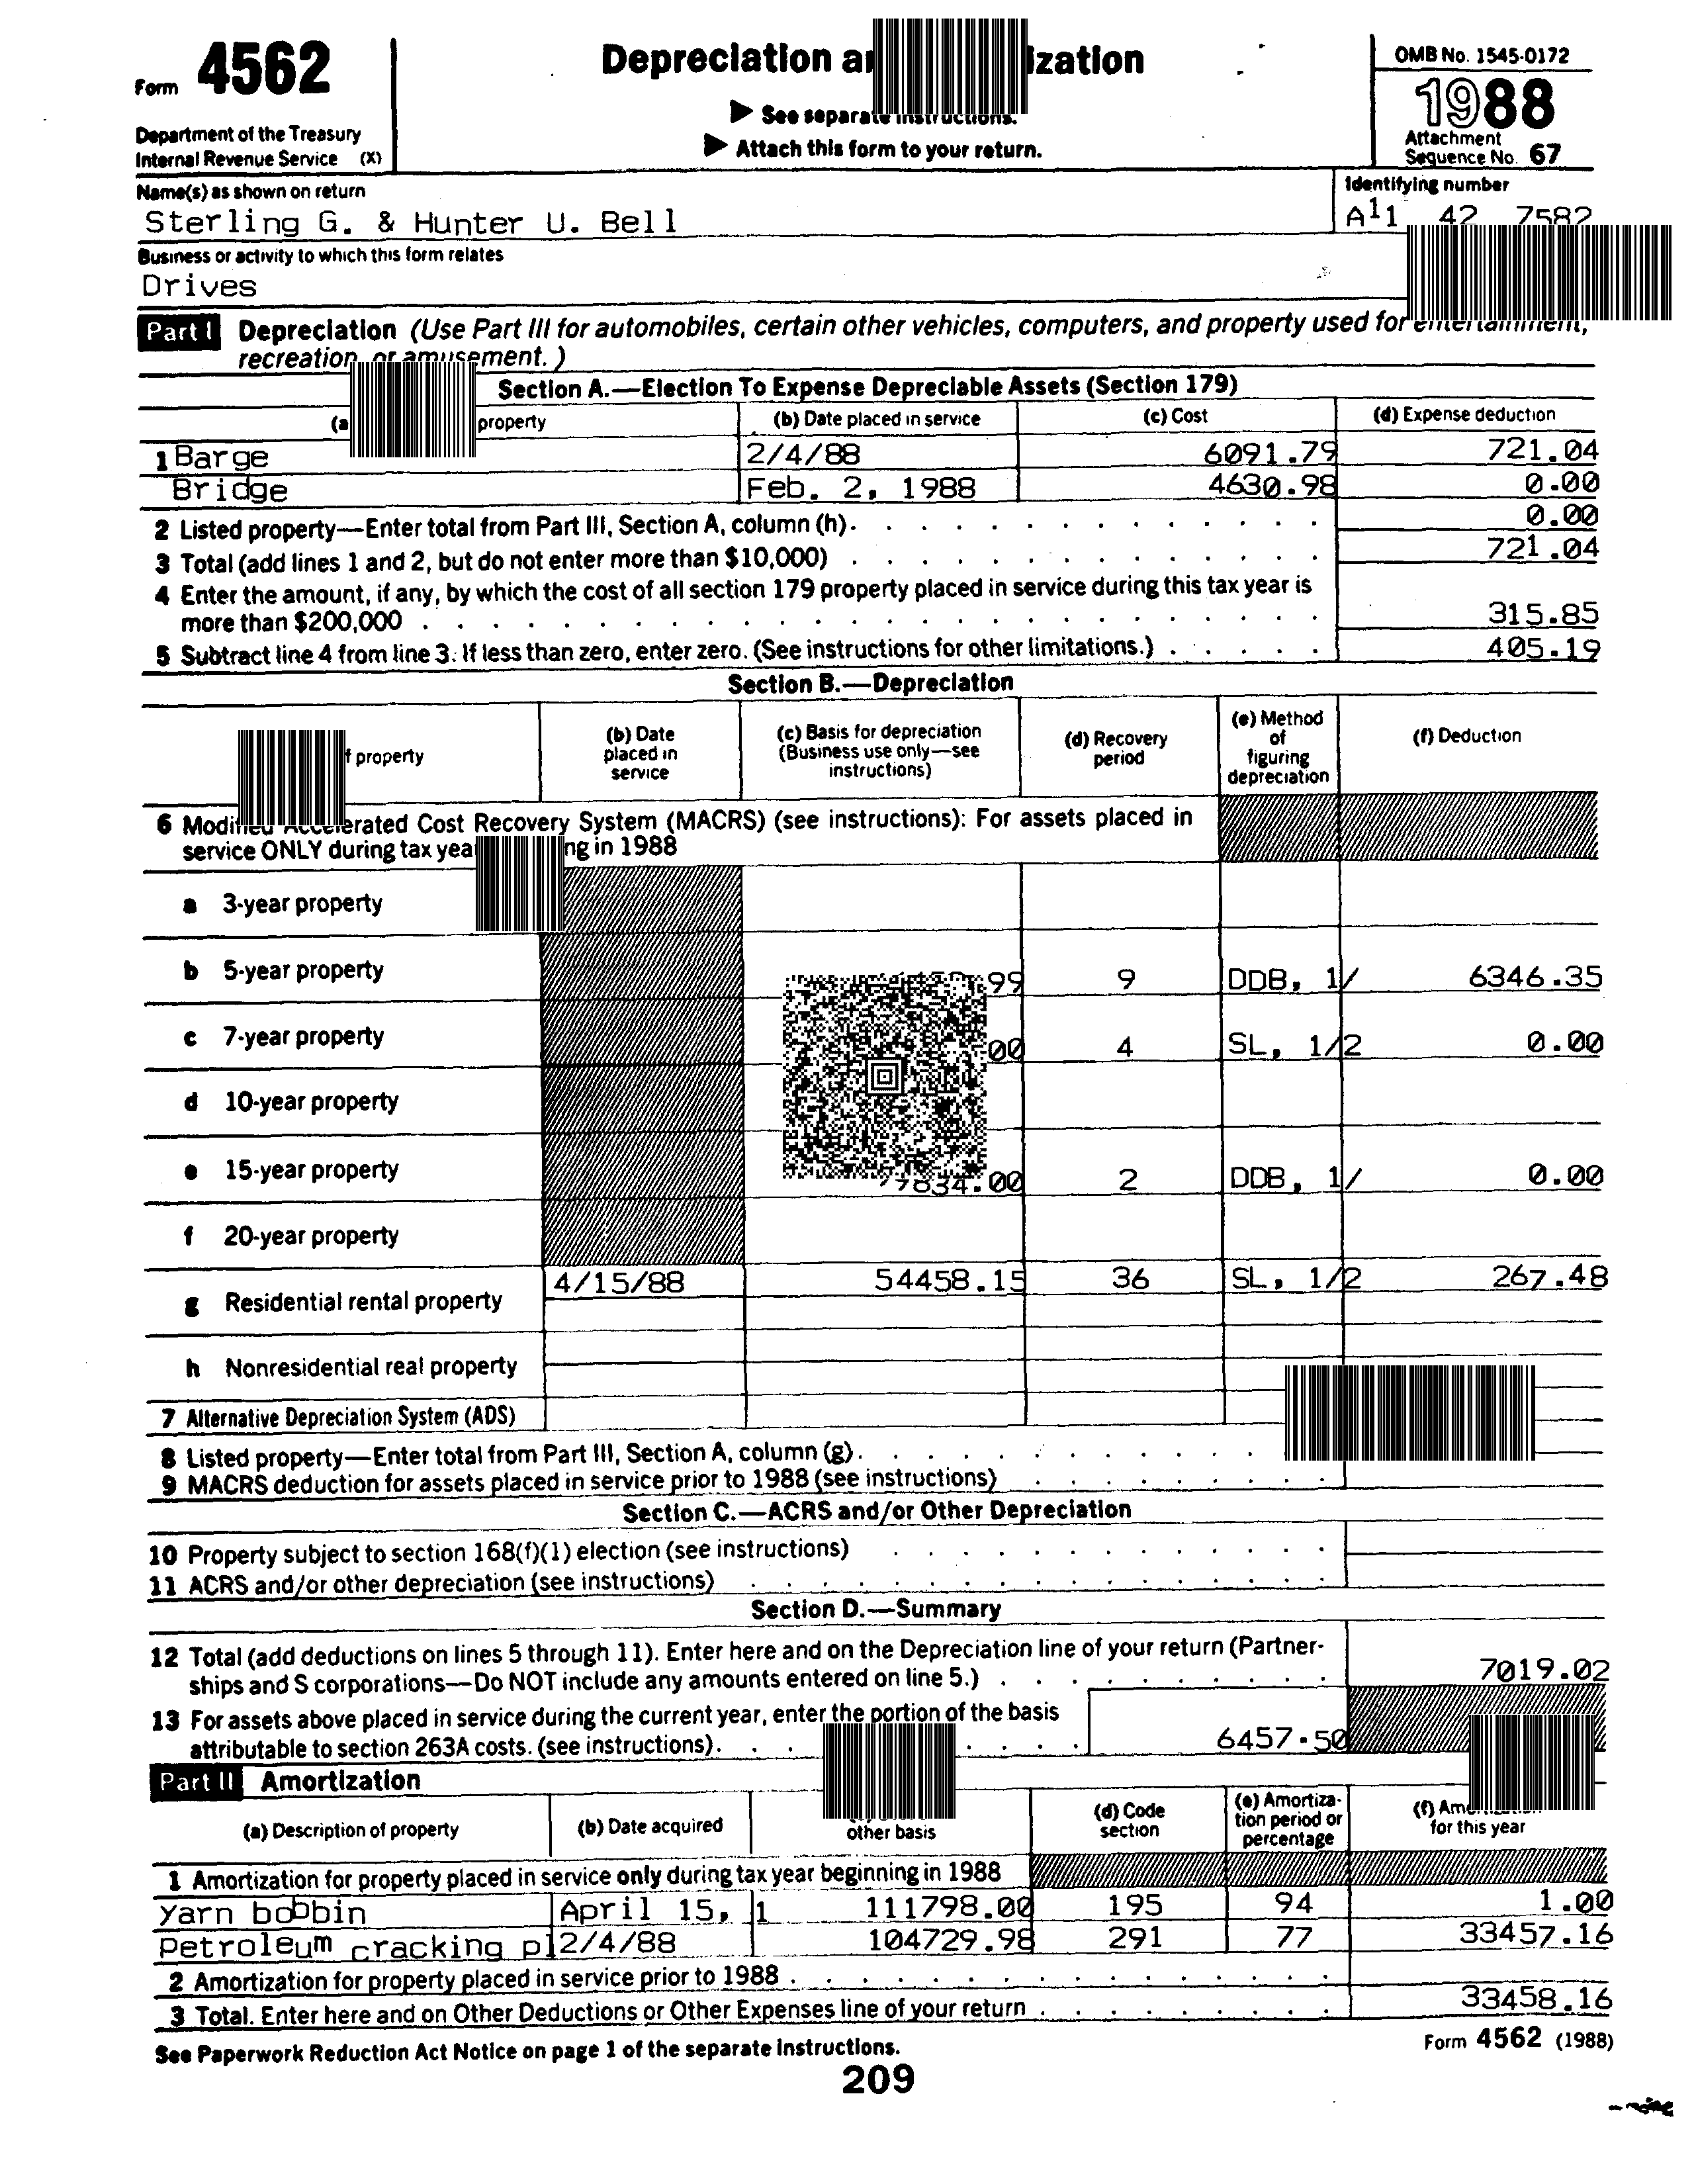 Form 4562
Department of the Treasury
Internal Revenue Service (X)
Depreciation
▶ See separate instructions.
▶ Attach this form to your return.
OMB No. 1545-0172
1988
Attachment
Sequence No. 67
Name(s) as shown on return
Sterling G. & Hunter U. Bell
Identifying number
A11 42 7582
Business or activity to which this form relates
Drives
Part I Depreciation (Use Part III for automobiles, certain other vehicles, computers, and property used for entertainment,
recreation, or amusement.)
Section A.—Election To Expense Depreciable Assets (Section 179)
property (b) Date placed in service (c) Cost (d) Expense deduction
1 Barge 2/4/88 6091.79 721.04
Bridge Feb. 2, 1988 4630.98 0.00
2 Listed property—Enter total from Part III, Section A, column (h). 0.00
3 Total (add lines 1 and 2, but do not enter more than $10,000) 721.04
4 Enter the amount, if any, by which the cost of all section 179 property placed in service during this tax year is
more than $200,000 315.85
5 Subtract line 4 from line 3. If less than zero, enter zero. (See instructions for other limitations.) 405.19
Section B.—Depreciation
property (b) Date placed in service (c) Basis for depreciation (Business use only—see instructions) (d) Recovery period (e) Method of figuring depreciation (f) Deduction
6 Modified Accelerated Cost Recovery System (MACRS) (see instructions): For assets placed in
service ONLY during tax in 1988
a 3-year property
b 5-year property 9 DDB, 1/ 6346.35
c 7-year property 4 SL, 1/2 0.00
d 10-year property
e 15-year property 77834.00 2 DDB, 1/ 0.00
f 20-year property
g Residential rental property 4/15/88 54458.15 36 SL, 1/2 267.48
h Nonresidential real property
7 Alternative Depreciation System (ADS)
8 Listed property—Enter total from Part III, Section A, column (g).
9 MACRS deduction for assets placed in service prior to 1988 (see instructions)
Section C.—ACRS and/or Other Depreciation
10 Property subject to section 168(f)(1) election (see instructions)
11 ACRS and/or other depreciation (see instructions)
Section D.—Summary
12 Total (add deductions on lines 5 through 11). Enter here and on the Depreciation line of your return (Partner-
ships and S corporations—Do NOT include any amounts entered on line 5.) 7019.02
13 For assets above placed in service during the current year, enter the portion of the basis
attributable to section 263A costs. (see instructions). 6457.50
Part II Amortization
(a) Description of property (b) Date acquired other basis (d) Code section (e) Amortiza-tion period or percentage (f) for this year
1 Amortization for property placed in service only during tax year beginning in 1988
yarn bobbin April 15, 1 111798.00 195 94 1.00
Petroleum cracking pl 2/4/88 104729.98 291 77 33457.16
2 Amortization for property placed in service prior to 1988
3 Total. Enter here and on Other Deductions or Other Expenses line of your return 33458.16
See Paperwork Reduction Act Notice on page 1 of the separate instructions.
Form 4562 (1988)
209